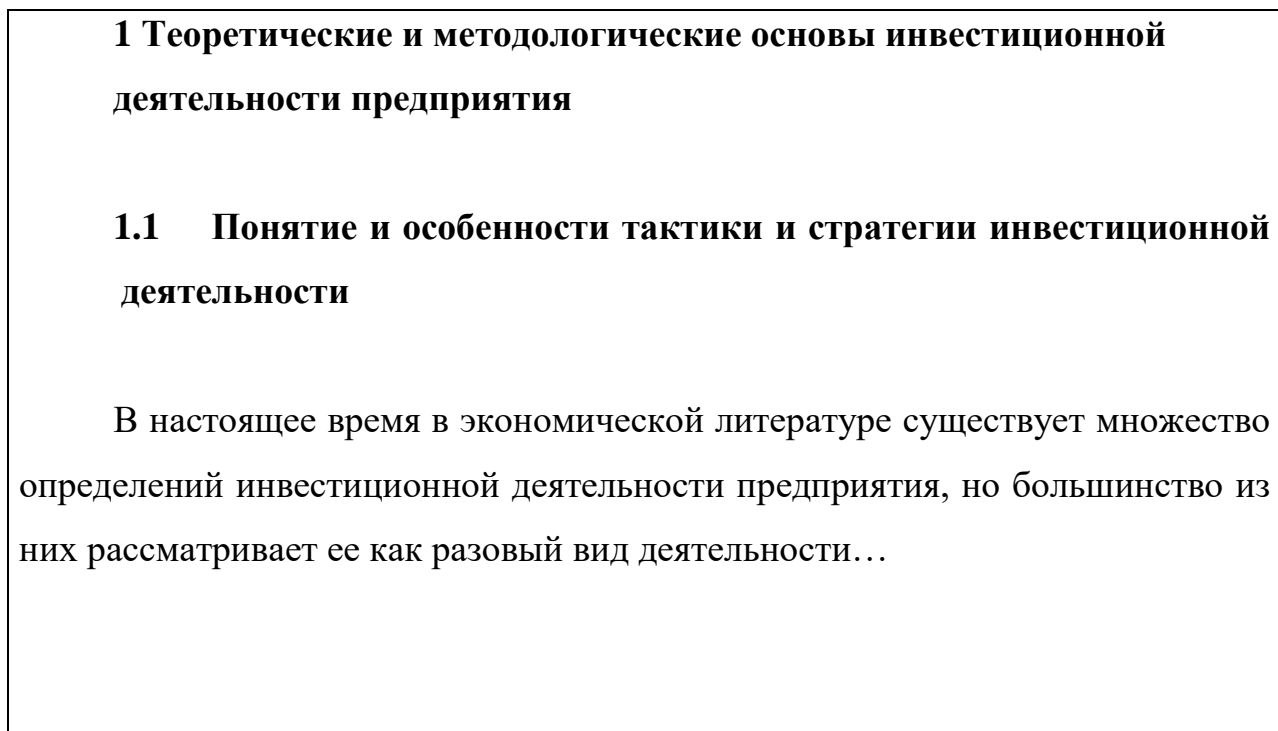 1 Теоретические и методологические основы инвестиционной
деятельности предприятия
1.1 Понятие и особенности тактики и стратегии инвестиционной
деятельности
В настоящее время в экономической литературе существует множество
определений инвестиционной деятельности предприятия, но большинство из
них рассматривает ее как разовый вид деятельности…